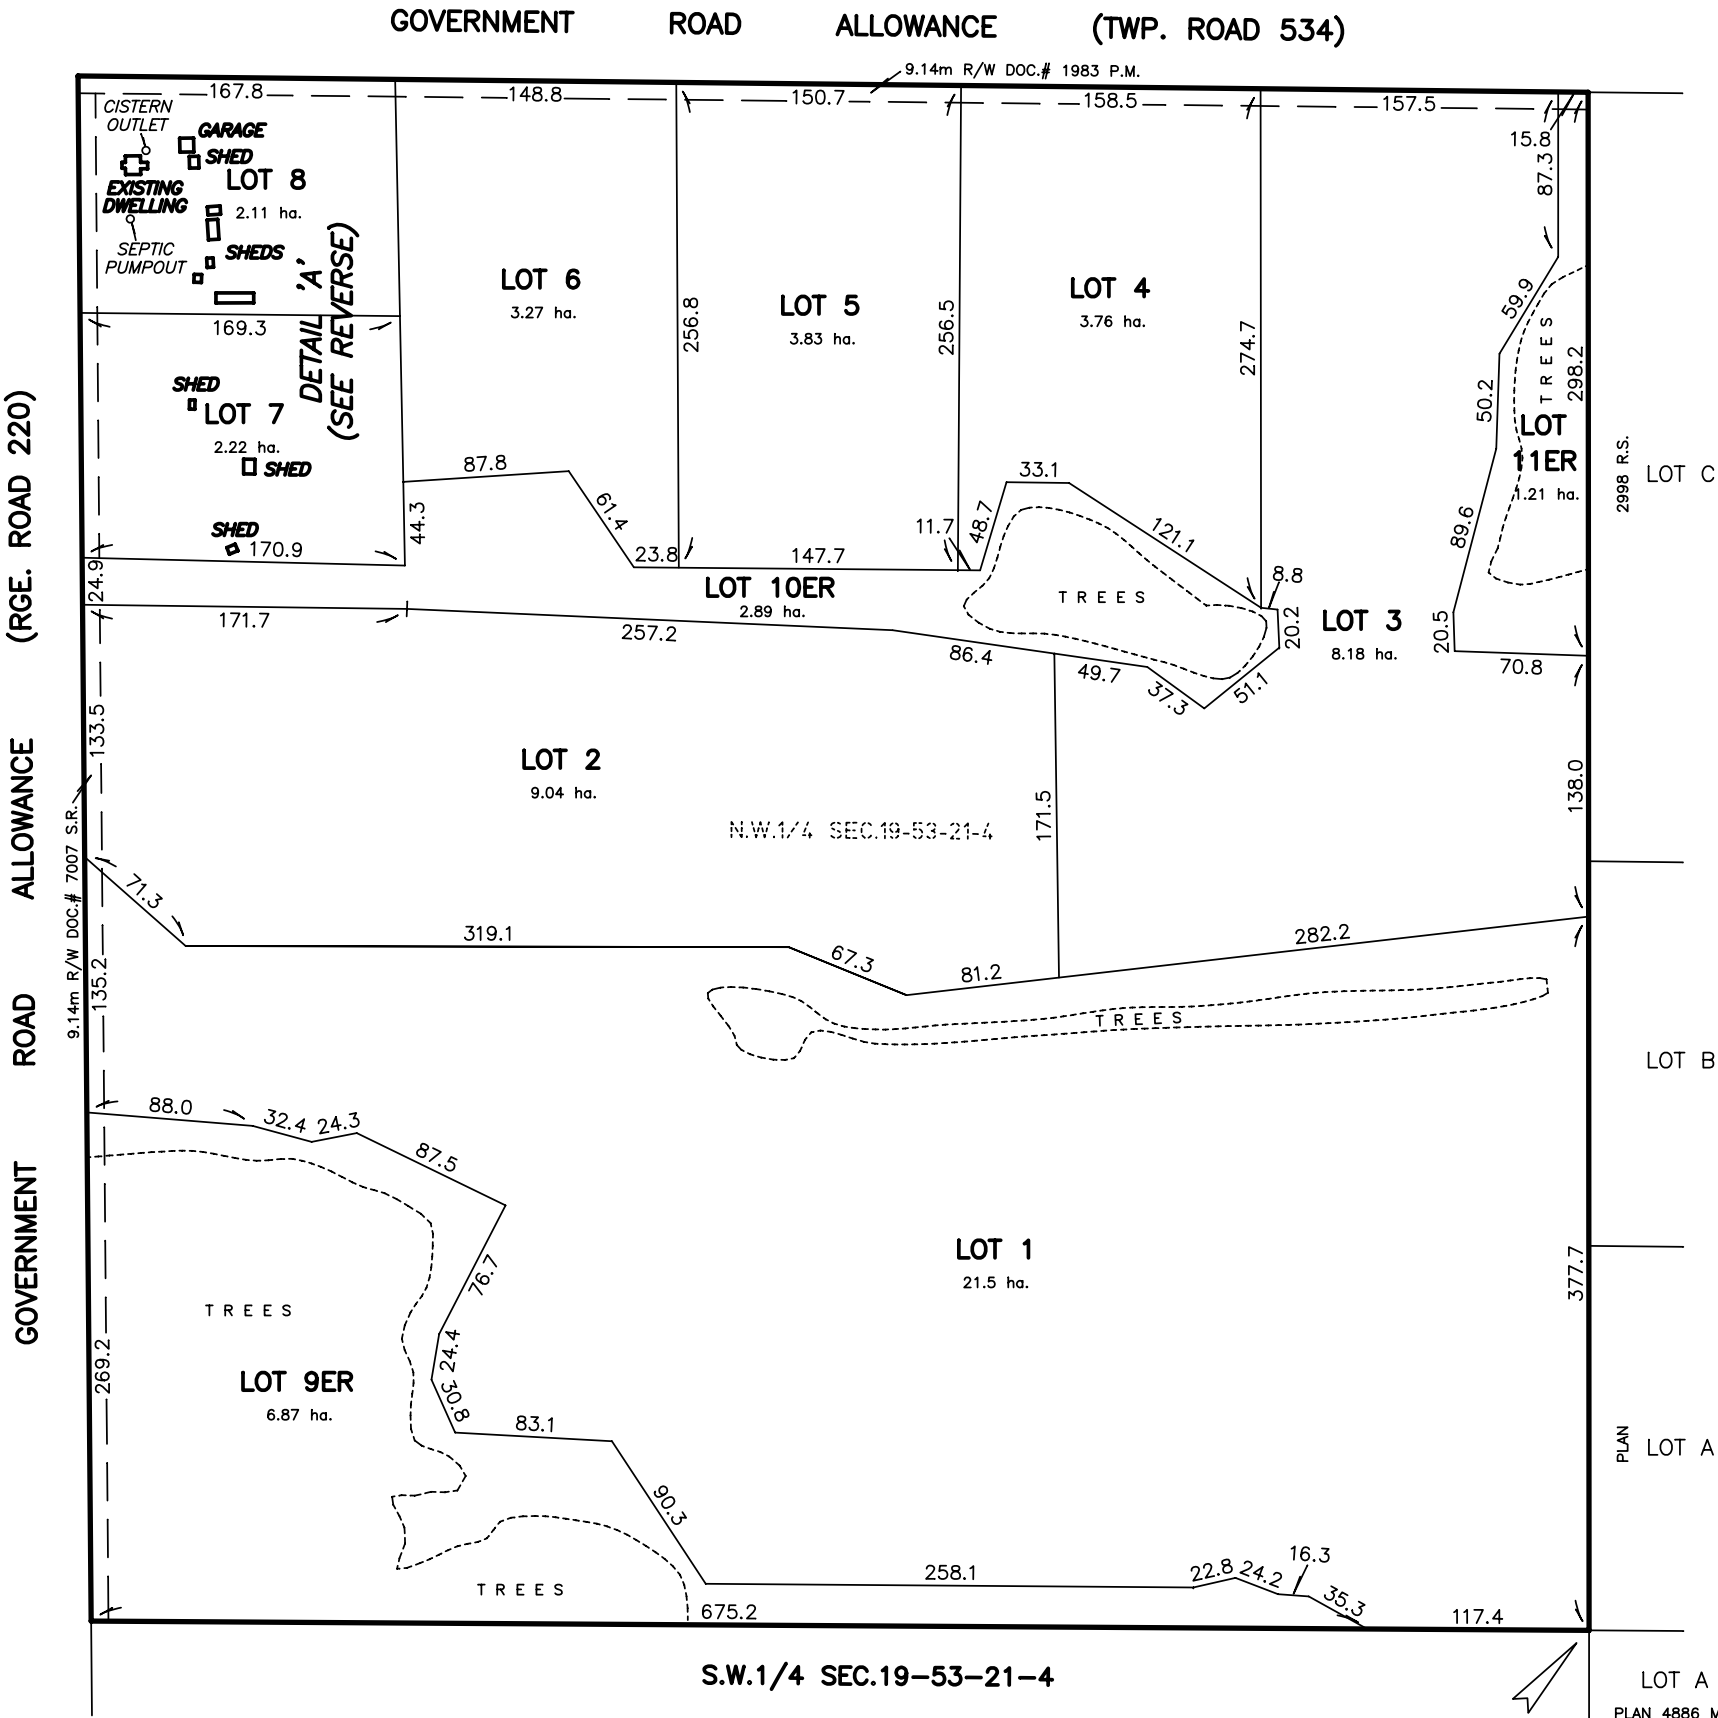 GOVERNMENT ROAD ALLOWANCE (TWP. ROAD 534)
9.14m R/W DOC.# 1983 P.M.
167.8
148.8
150.7
158.5
157.5
15.8
87.3
CISTERN
OUTLET
GARAGE
SHED
LOT 8
2.11 ha.
EXISTING
DWELLING
SEPTIC
PUMPOUT
SHEDS
DETAIL 'A'
(SEE REVERSE)
169.3
LOT 6
3.27 ha.
256.8
LOT 5
3.83 ha.
256.5
LOT 4
3.76 ha.
274.7
59.9
TREES
298.2
50.2
LOT
11ER
1.21 ha.
89.6
2998 R.S.
LOT C
SHED
LOT 7
2.22 ha.
SHED
SHED
170.9
24.9
44.3
87.8
61.4
23.8
147.7
11.7
48.7
33.1
121.1
8.8
20.2
TREES
LOT 10ER
2.89 ha.
LOT 3
8.18 ha.
20.5
70.8
171.7
257.2
86.4
49.7
37.3
51.1
(RGE. ROAD 220)
ALLOWANCE
ROAD
GOVERNMENT
133.5
9.14m R/W DOC.# 7007 S.R.
LOT 2
9.04 ha.
N.W.1/4 SEC.19-53-21-4
171.5
138.0
71.3
319.1
67.3
81.2
282.2
135.2
TREES
LOT B
88.0
32.4
24.3
87.5
76.7
24.4
30.8
83.1
90.3
LOT 1
21.5 ha.
377.7
TREES
269.2
LOT 9ER
6.87 ha.
PLAN
LOT A
258.1
22.8
24.2
16.3
35.3
TREES
675.2
117.4
S.W.1/4 SEC.19-53-21-4
LOT A
PLAN 4886 M